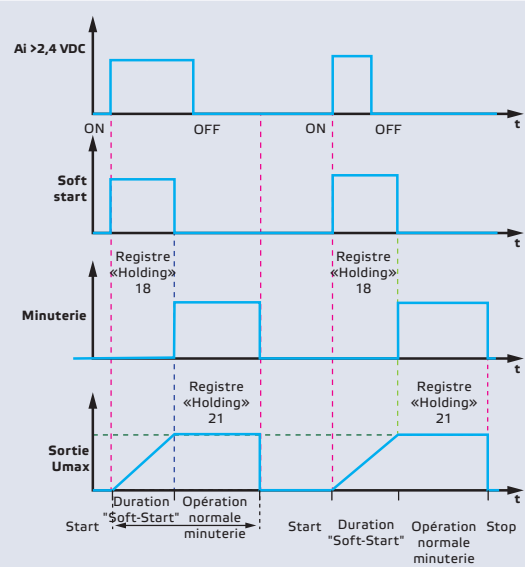 Ai >2,4 VDC
t
ON
OFF
ON
OFF
Soft
start
t
Registre
«Holding»
18
Registre
«Holding»
18
Minuterie
t
Registre
«Holding»
21
Registre
«Holding»
21
Sortie
Umax
t
Start
Duration
"Soft-Start"
Opération
normale
minuterie
Start
Duration
"Soft-Start"
Opération
normale
minuterie
Stop